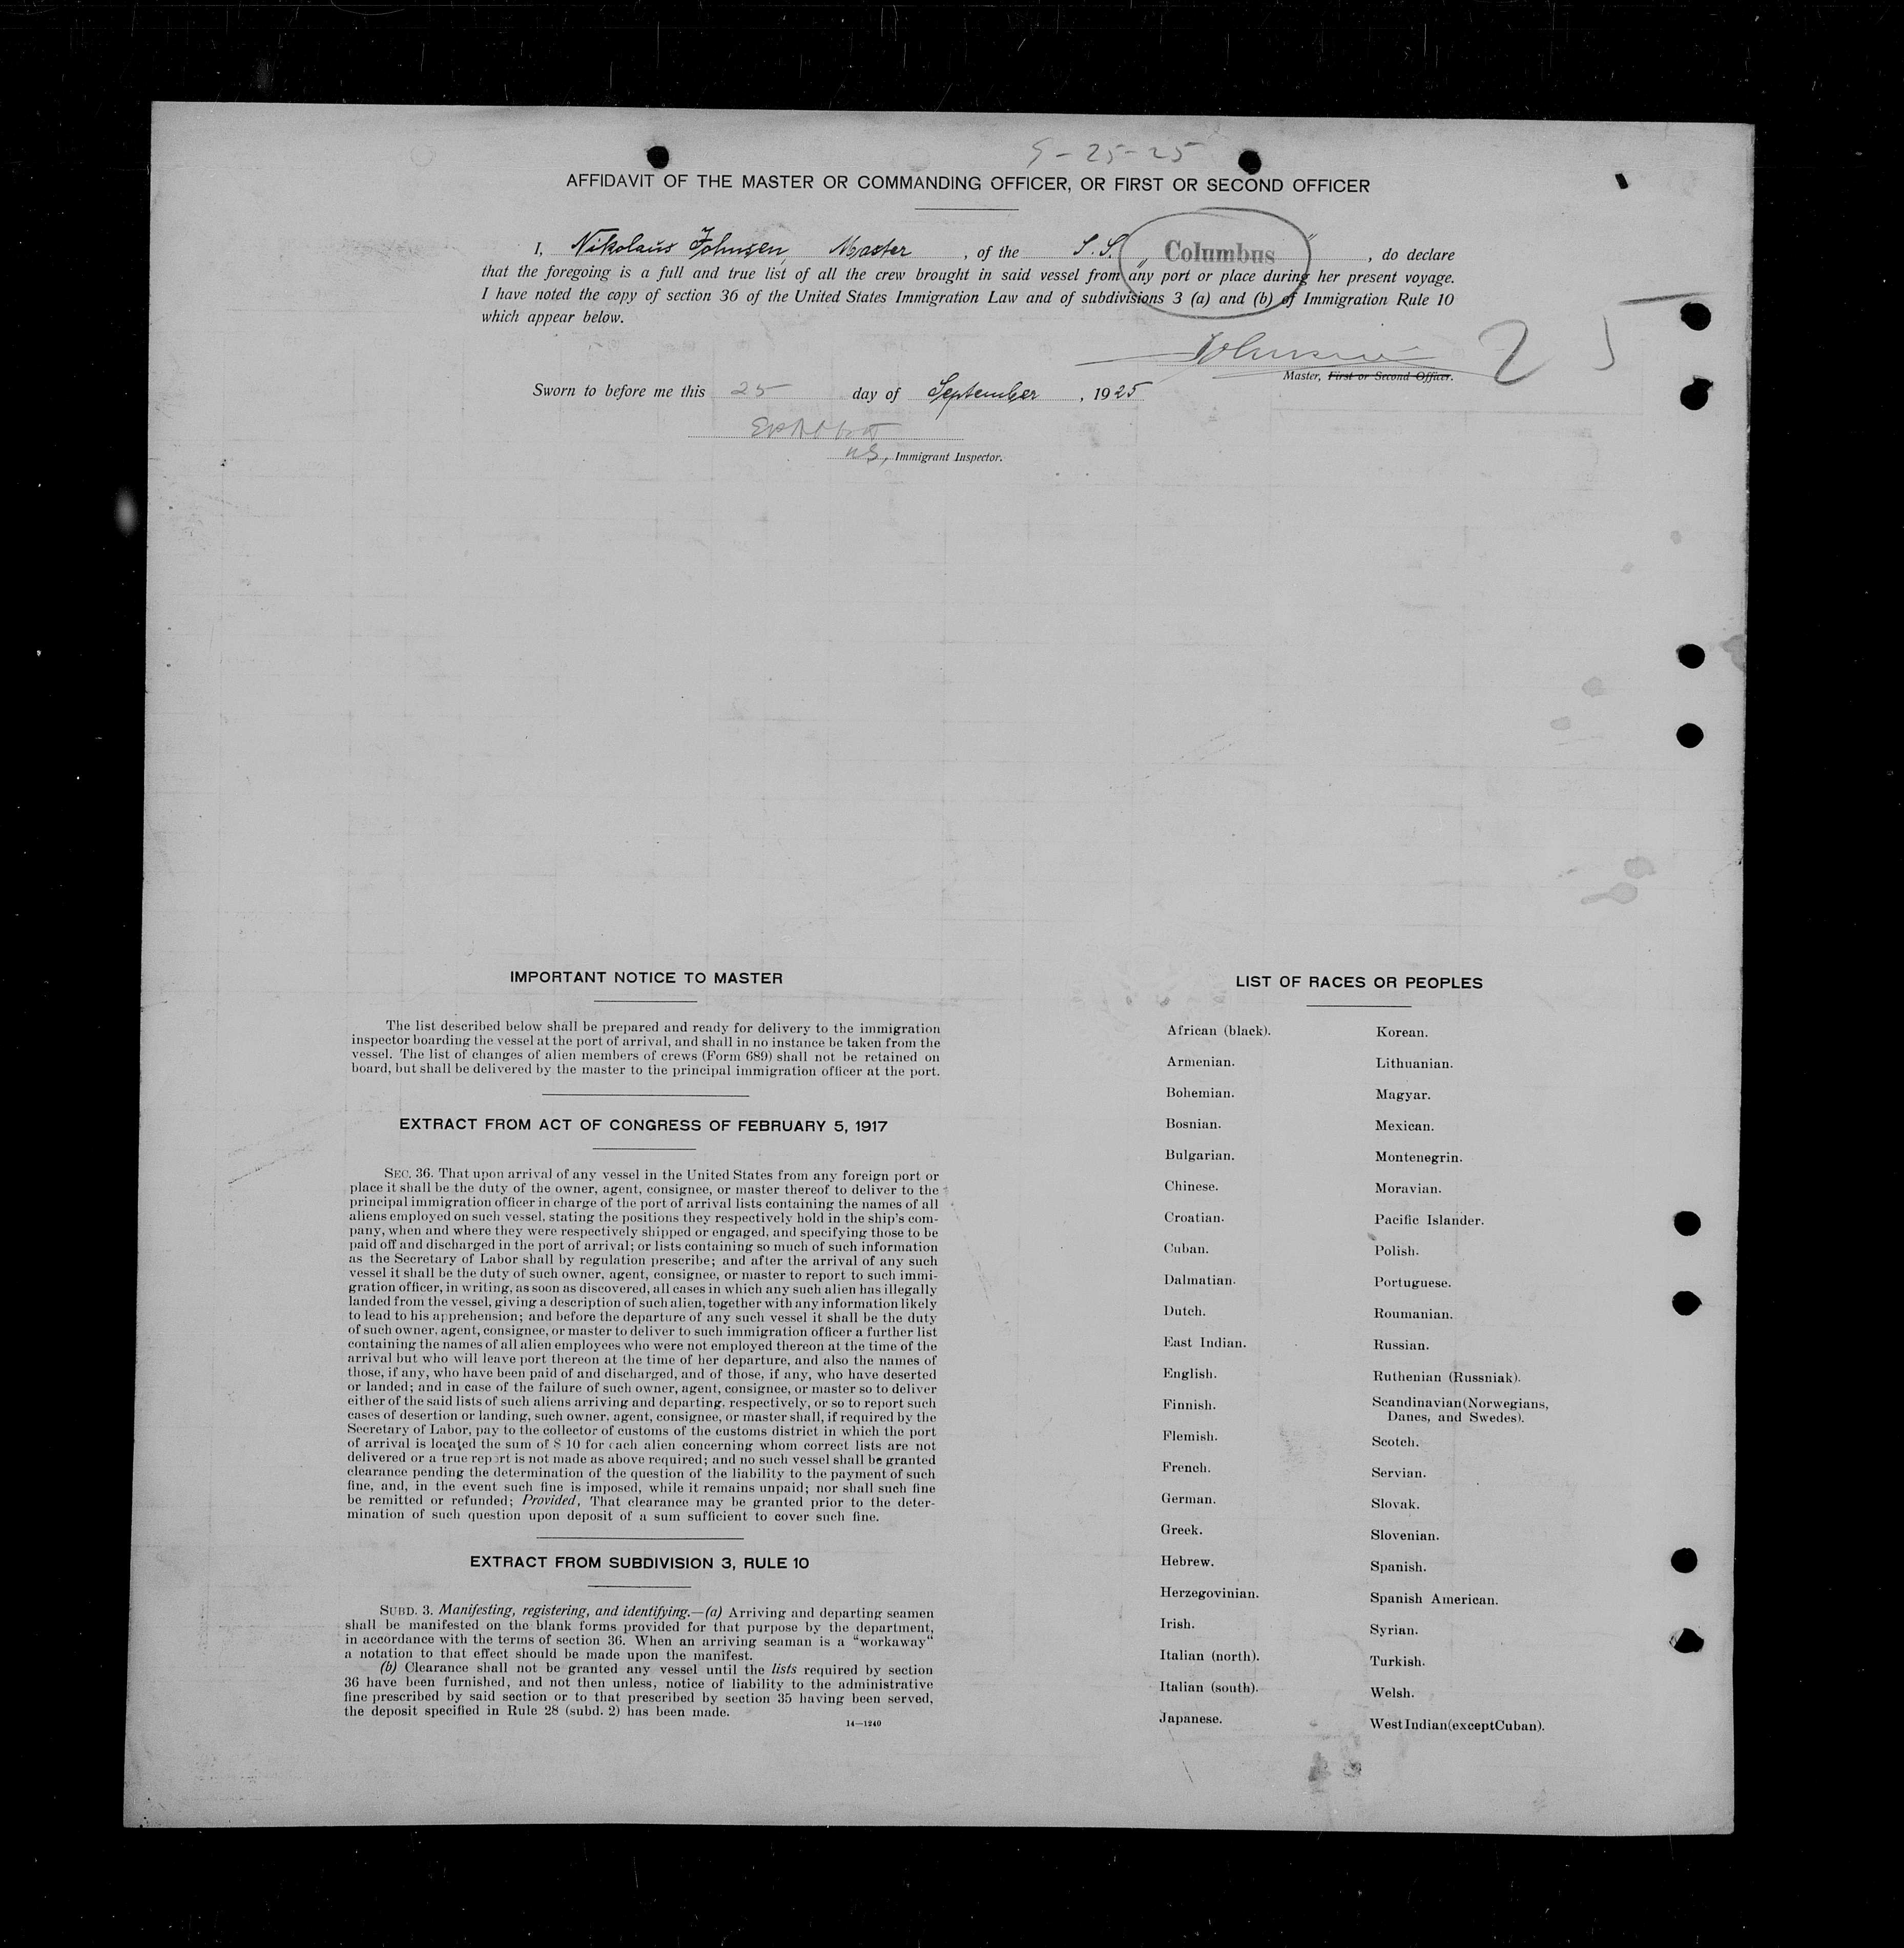 9-25-25
AFFIDAVIT OF THE MASTER OR COMMANDING OFFICER, OR FIRST OR SECOND OFFICER
I, Nikolaus Johnsen, Master, of the S.S. „Columbus“, do declare
that the foregoing is a full and true list of all the crew brought in said vessel from any port or place during her present voyage.
I have noted the copy of section 36 of the United States Immigration Law and of subdivisions 3 (a) and (b) of Immigration Rule 10
which appear below.
Johnsen 25
Master, First or Second Officer.
Sworn to before me this 25 day of September, 1925
US, Immigrant Inspector.
IMPORTANT NOTICE TO MASTER
The list described below shall be prepared and ready for delivery to the immigration
inspector boarding the vessel at the port of arrival, and shall in no instance be taken from the
vessel. The list of changes of alien members of crews (Form 689) shall not be retained on
board, but shall be delivered by the master to the principal immigration officer at the port.
EXTRACT FROM ACT OF CONGRESS OF FEBRUARY 5, 1917
SEC. 36. That upon arrival of any vessel in the United States from any foreign port or
place it shall be the duty of the owner, agent, consignee, or master thereof to deliver to the
principal immigration officer in charge of the port of arrival lists containing the names of all
aliens employed on such vessel, stating the positions they respectively hold in the ship's com-
pany, when and where they were respectively shipped or engaged, and specifying those to be
paid off and discharged in the port of arrival; or lists containing so much of such information
as the Secretary of Labor shall by regulation prescribe; and after the arrival of any such
vessel it shall be the duty of such owner, agent, consignee, or master to report to such immi-
gration officer, in writing, as soon as discovered, all cases in which any such alien has illegally
landed from the vessel, giving a description of such alien, together with any information likely
to lead to his apprehension; and before the departure of any such vessel it shall be the duty
of such owner, agent, consignee, or master to deliver to such immigration officer a further list
containing the names of all alien employees who were not employed thereon at the time of the
arrival but who will leave port thereon at the time of her departure, and also the names of
those, if any, who have been paid of and discharged, and of those, if any, who have deserted
or landed; and in case of the failure of such owner, agent, consignee, or master so to deliver
either of the said lists of such aliens arriving and departing, respectively, or so to report such
cases of desertion or landing, such owner, agent, consignee, or master shall, if required by the
Secretary of Labor, pay to the collector of customs of the customs district in which the port
of arrival is located the sum of $ 10 for each alien concerning whom correct lists are not
delivered or a true report is not made as above required; and no such vessel shall be granted
clearance pending the determination of the question of the liability to the payment of such
fine, and, in the event such fine is imposed, while it remains unpaid; nor shall such fine
be remitted or refunded; Provided, That clearance may be granted prior to the deter-
mination of such question upon deposit of a sum sufficient to cover such fine.
EXTRACT FROM SUBDIVISION 3, RULE 10
SUBD. 3. Manifesting, registering, and identifying.—(a) Arriving and departing seamen
shall be manifested on the blank forms provided for that purpose by the department,
in accordance with the terms of section 36. When an arriving seaman is a “workaway“
a notation to that effect should be made upon the manifest.
(b) Clearance shall not be granted any vessel until the lists required by section
36 have been furnished, and not then unless, notice of liability to the administrative
fine prescribed by said section or to that prescribed by section 35 having been served,
the deposit specified in Rule 28 (subd. 2) has been made.
14—1240
LIST OF RACES OR PEOPLES
African (black).
Armenian.
Bohemian.
Bosnian.
Bulgarian.
Chinese.
Croatian.
Cuban.
Dalmatian.
Dutch.
East Indian.
English.
Finnish.
Flemish.
French.
German.
Greek.
Hebrew.
Herzegovinian.
Irish.
Italian (north).
Italian (south).
Japanese.
Korean.
Lithuanian.
Magyar.
Mexican.
Montenegrin.
Moravian.
Pacific Islander.
Polish.
Portuguese.
Roumanian.
Russian.
Ruthenian (Russniak).
Scandinavian (Norwegians,
Danes, and Swedes).
Scotch.
Servian.
Slovak.
Slovenian.
Spanish.
Spanish American.
Syrian.
Turkish.
Welsh.
West Indian (except Cuban).